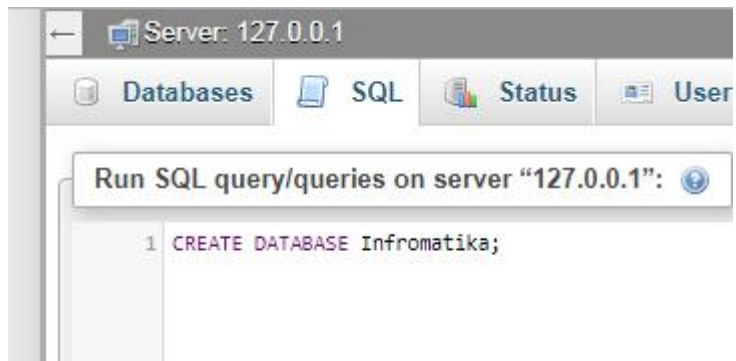 ← Server: 127.0.0.1
Databases SQL Status User
Run SQL query/queries on server “127.0.0.1”:
1 CREATE DATABASE Infromatika;